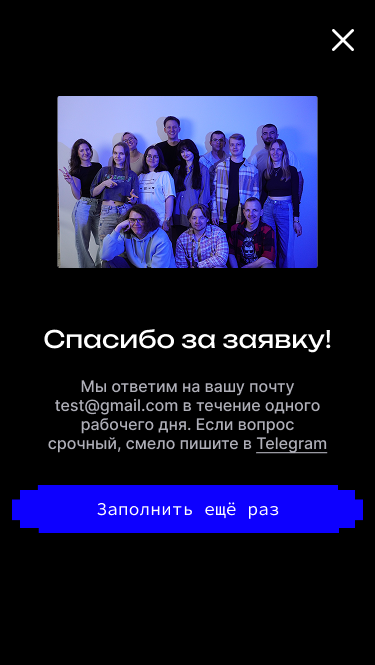 Спасибо за заявку!
Мы ответим на вашу почту
test@gmail.com в течение одного
рабочего дня. Если вопрос
срочный, смело пишите в Telegram
Заполнить ещё раз